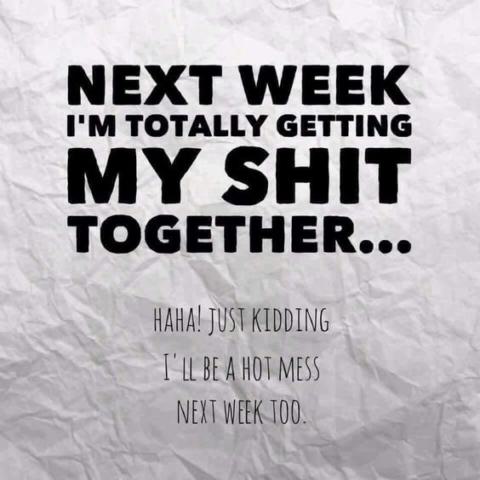 NEXT WEEK
I'M TOTALLY GETTING
MY SHIT
TOGETHER...
HAHA! JUST KIDDING
I'LL BE A HOT MESS
NEXT WEEK TOO.